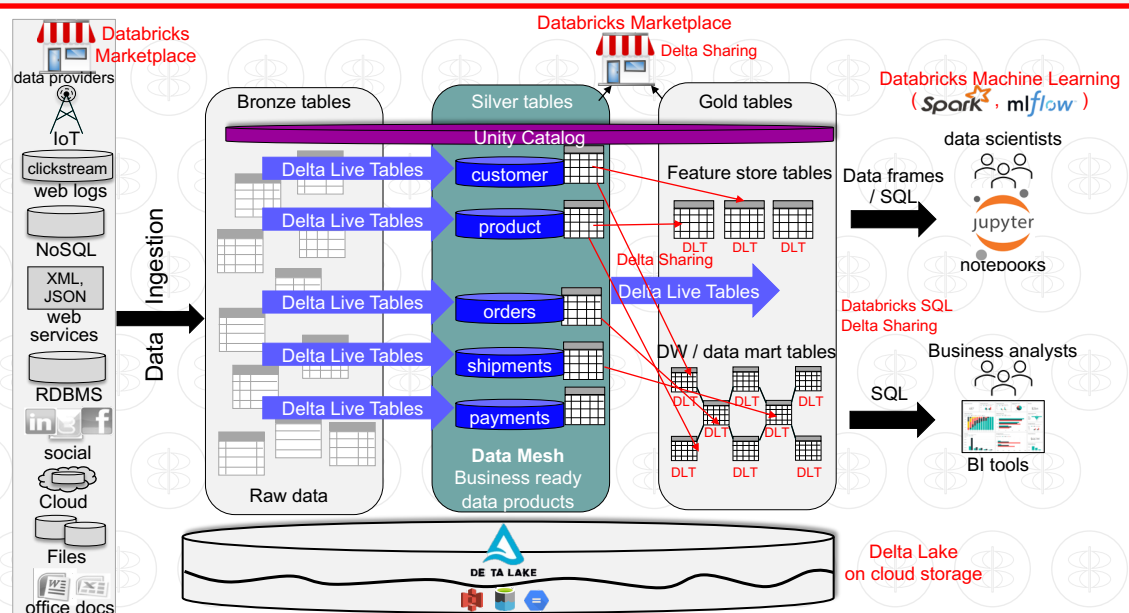 Databricks
Marketplace
data providers
IoT
clickstream
web logs
NoSQL
XML,
JSON
web
services
RDBMS
in
f
social
Cloud
Files
W
X
office docs
Data Ingestion
Bronze tables
Raw data
Databricks Marketplace
Delta Sharing
Silver tables
Gold tables
Unity Catalog
Delta Live Tables
customer
Delta Live Tables
product
Delta Live Tables
orders
Delta Live Tables
shipments
Delta Live Tables
payments
Data Mesh
Business ready
data products
Feature store tables
DLT DLT DLT
Delta Sharing
Delta Live Tables
DW / data mart tables
DLT DLT DLT
DLT DLT
DLT DLT DLT
DE TA LAKE
Delta Lake
on cloud storage
Databricks Machine Learning
( Spark , mlflow )
data scientists
Data frames
/ SQL
jupyter
notebooks
Databricks SQL
Delta Sharing
Business analysts
SQL
BI tools